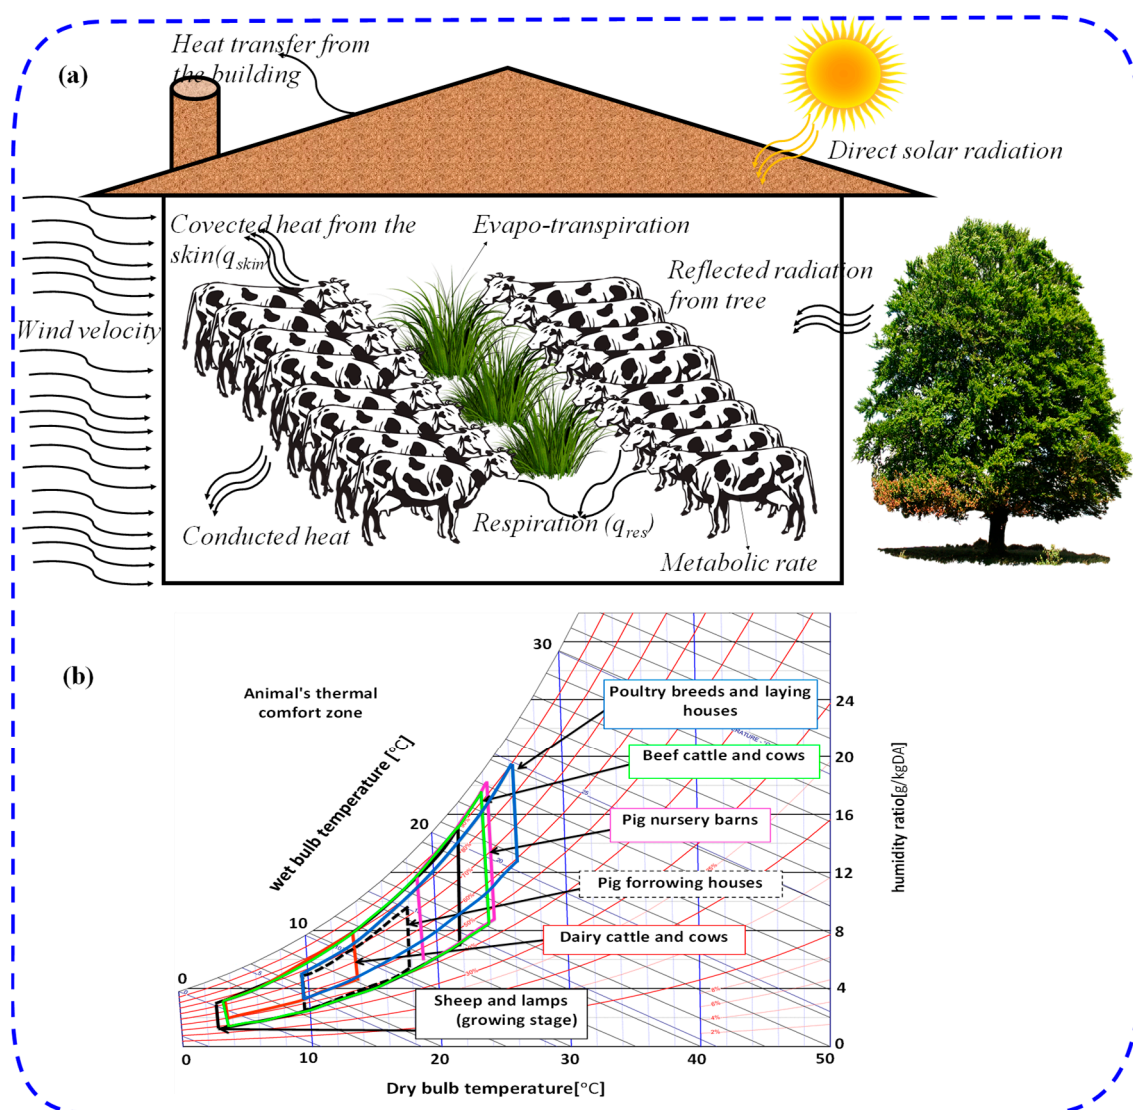 (a)
Heat transfer from
the building
Direct solar radiation
Covected heat from the
skin(q_skin)
Evapo-transpiration
Reflected radiation
from tree
Wind velocity
Conducted heat
Respiration (q_res)
Metabolic rate
(b)
Animal's thermal
comfort zone
wet bulb temperature [°C]
0
10
20
30
Poultry breeds and laying
houses
Beef cattle and cows
Pig nursery barns
Pig forrowing houses
Dairy cattle and cows
Sheep and lamps
(growing stage)
24
20
16
12
8
4
0
humidity ratio[g/kgDA]
8%
6%
4%
2%
0
10
20
30
40
50
Dry bulb temperature[°C]